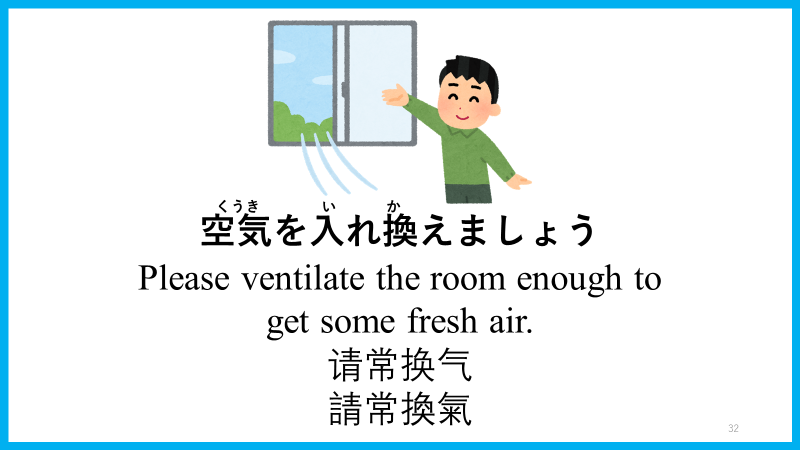 くうき い か
空気を入れ換えましょう
Please ventilate the room enough to
get some fresh air.
请常换气
請常換氣
32